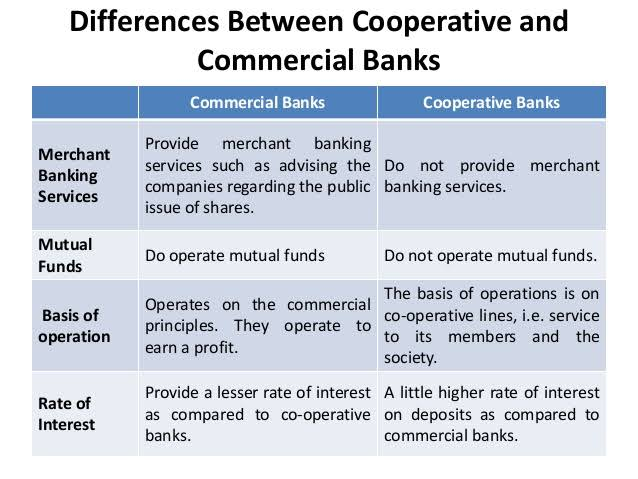 Differences Between Cooperative and
Commercial Banks
Commercial Banks
Cooperative Banks
Merchant
Banking
Services
Provide merchant banking
services such as advising the
companies regarding the public
issue of shares.
Do not provide merchant
banking services.
Mutual
Funds
Do operate mutual funds
Do not operate mutual funds.
Basis of
operation
Operates on the commercial
principles. They operate to
earn a profit.
The basis of operations is on
co-operative lines, i.e. service
to its members and the
society.
Rate of
Interest
Provide a lesser rate of interest
as compared to co-operative
banks.
A little higher rate of interest
on deposits as compared to
commercial banks.